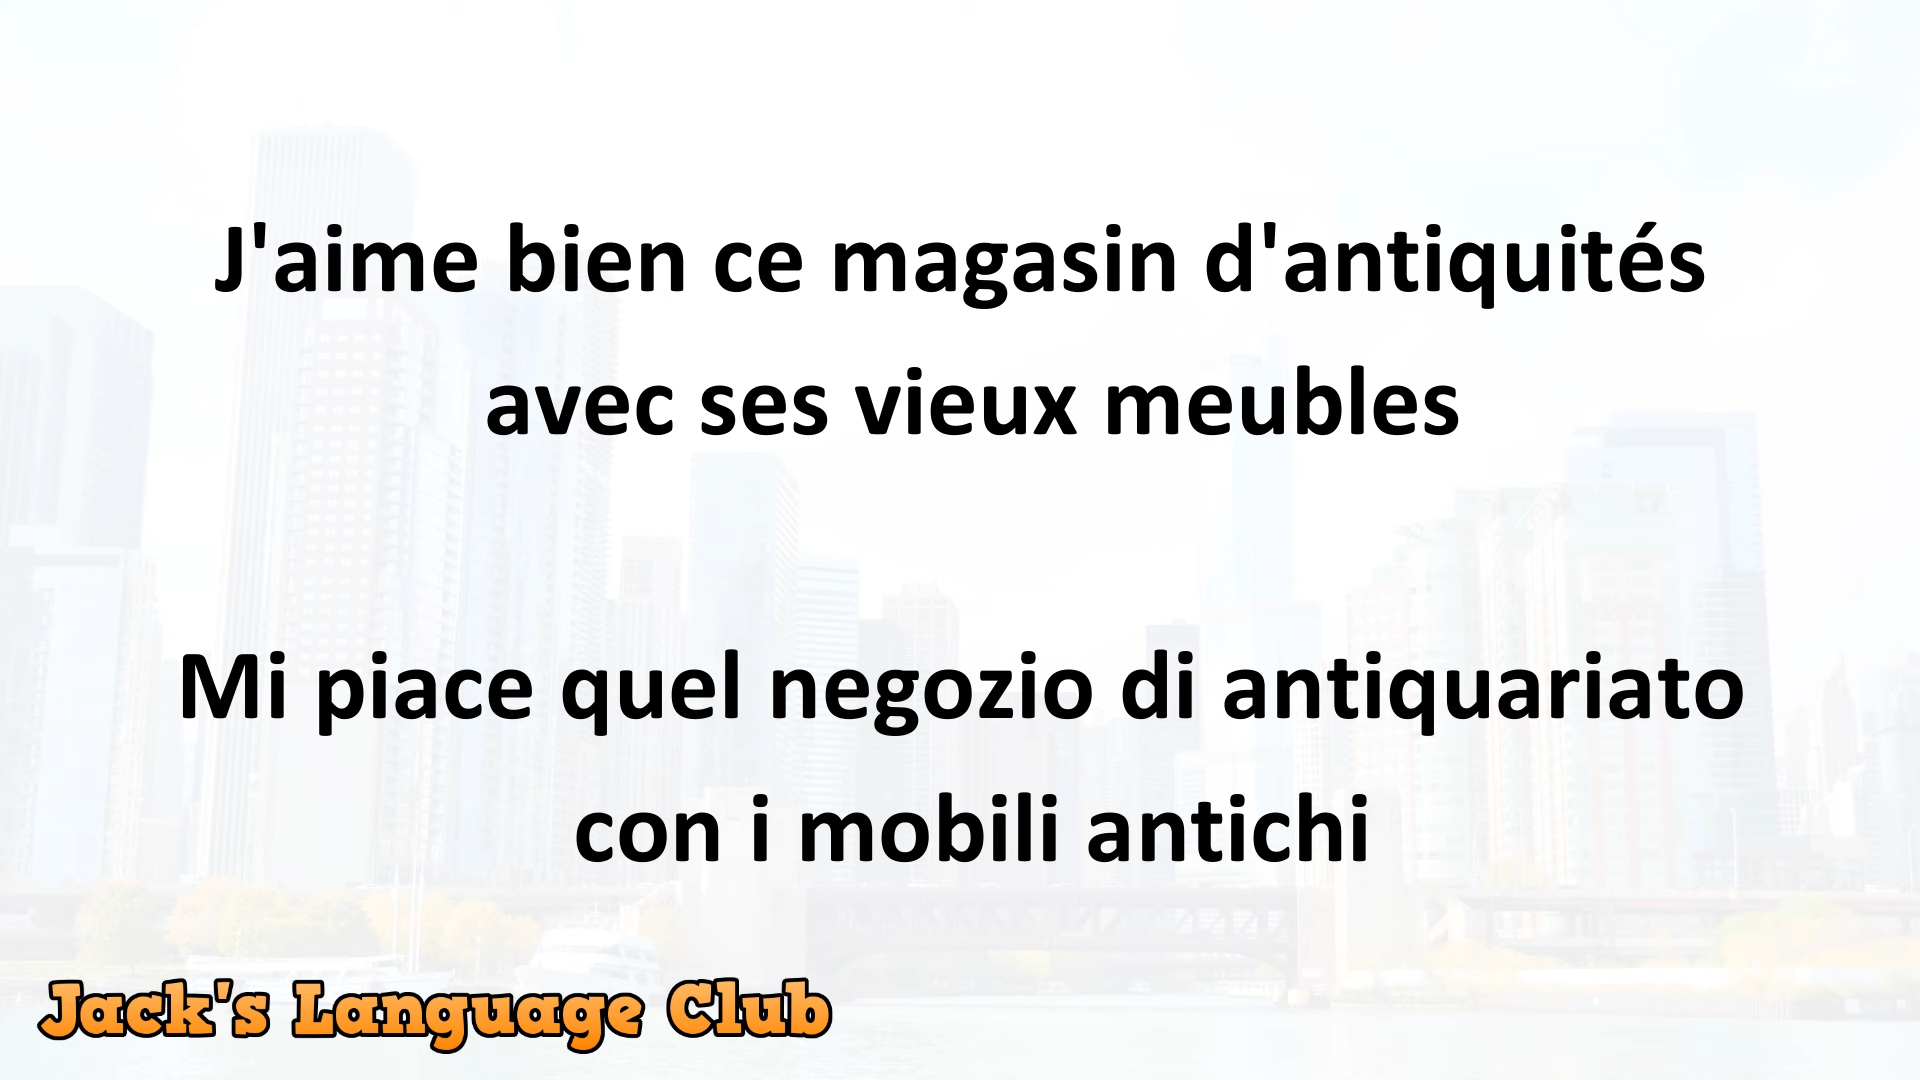 J'aime bien ce magasin d'antiquités
avec ses vieux meubles
Mi piace quel negozio di antiquariato
con i mobili antichi
Jack's Language Club